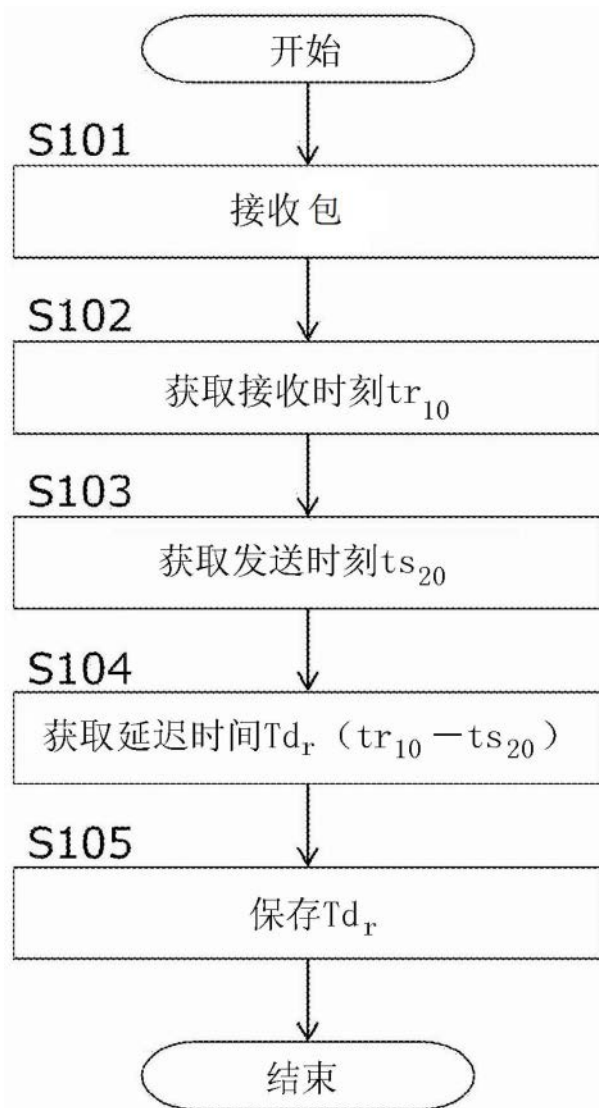 开始
S101
接收包
S102
获取接收时刻tr₁₀
S103
获取发送时刻ts₂₀
S104
获取延迟时间Tdᵣ（tr₁₀－ts₂₀）
S105
保存Tdᵣ
结束